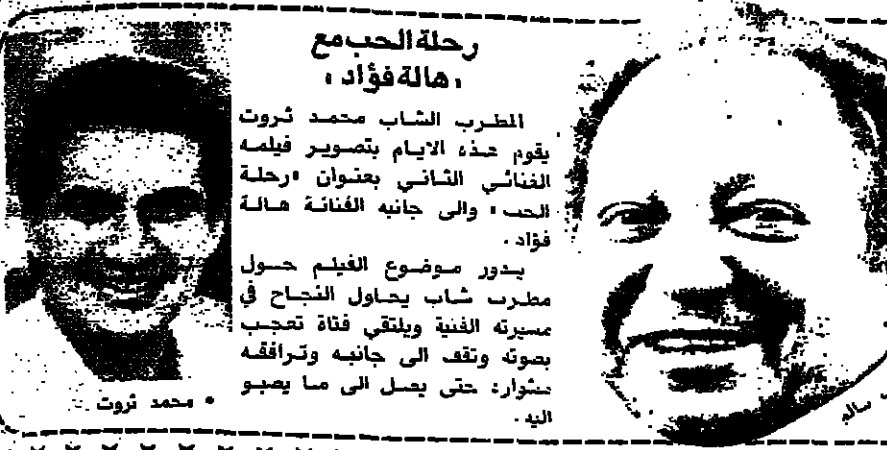 رحلة الحب مع
«هالة فؤاد»
المطرب الشاب محمد ثروت
يقوم هذه الايام بتصوير فيلمه
الغنائي الثاني بعنوان «رحلة
الحب» والى جانبه الفنانة هالة
فؤاد .
يدور موضوع الفيلم حول
مطرب شاب يحاول النجاح في
مسيرته الفنية ويلتقي فتاة تعجب
بصوته وتقف الى جانبه وترافقه
مشواره حتى يصل الى ما يصبو
اليه .
• محمد ثروت